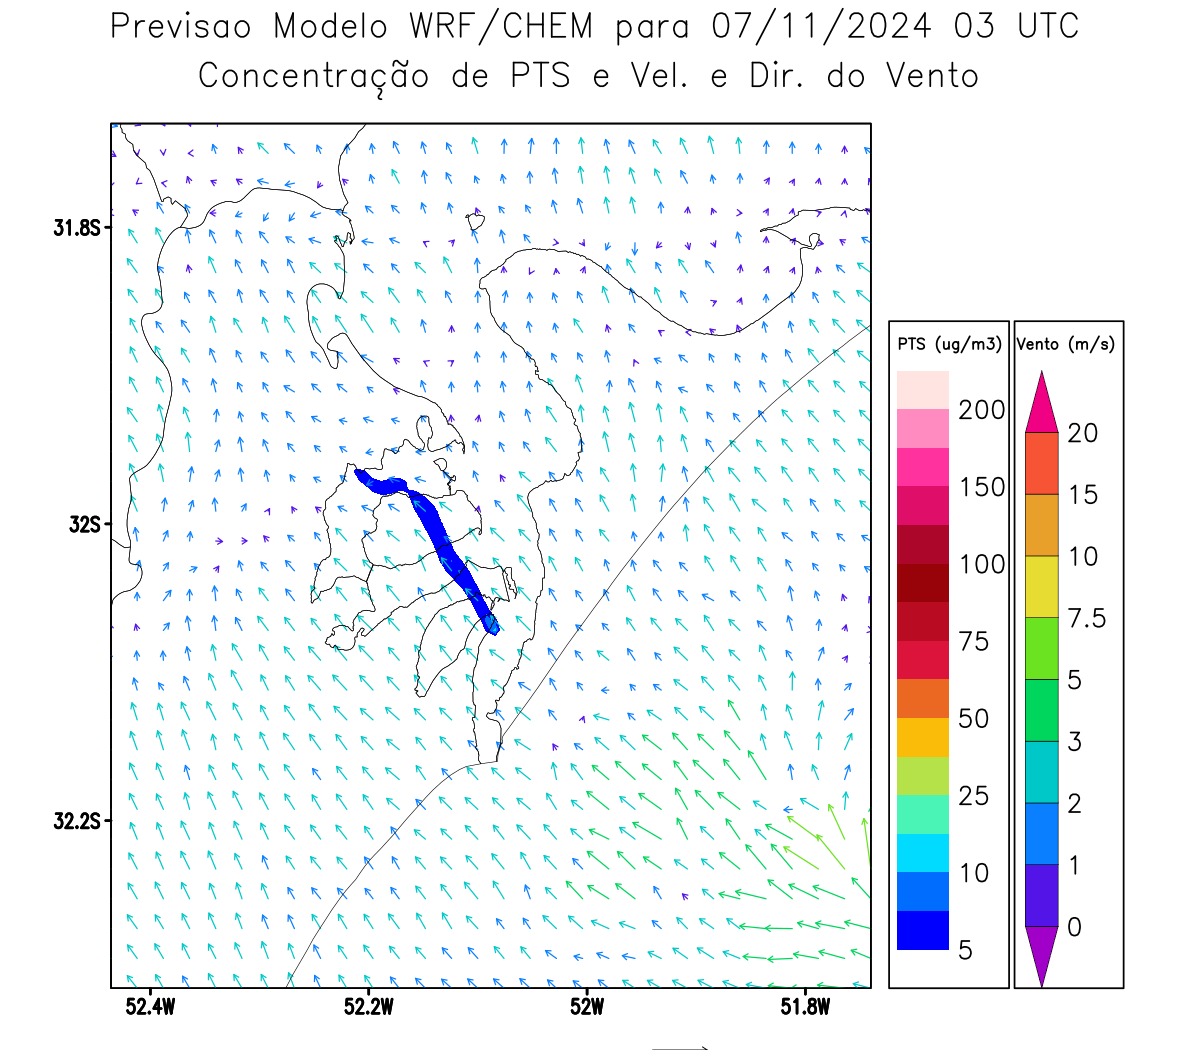 Previsao Modelo WRF/CHEM para 07/11/2024 03 UTC
Concentração de PTS e Vel. e Dir. do Vento
31.8S
32S
32.2S
52.4W 52.2W 52W 51.8W
PTS (ug/m3)
200
150
100
75
50
25
10
5
Vento (m/s)
20
15
10
7.5
5
3
2
1
0